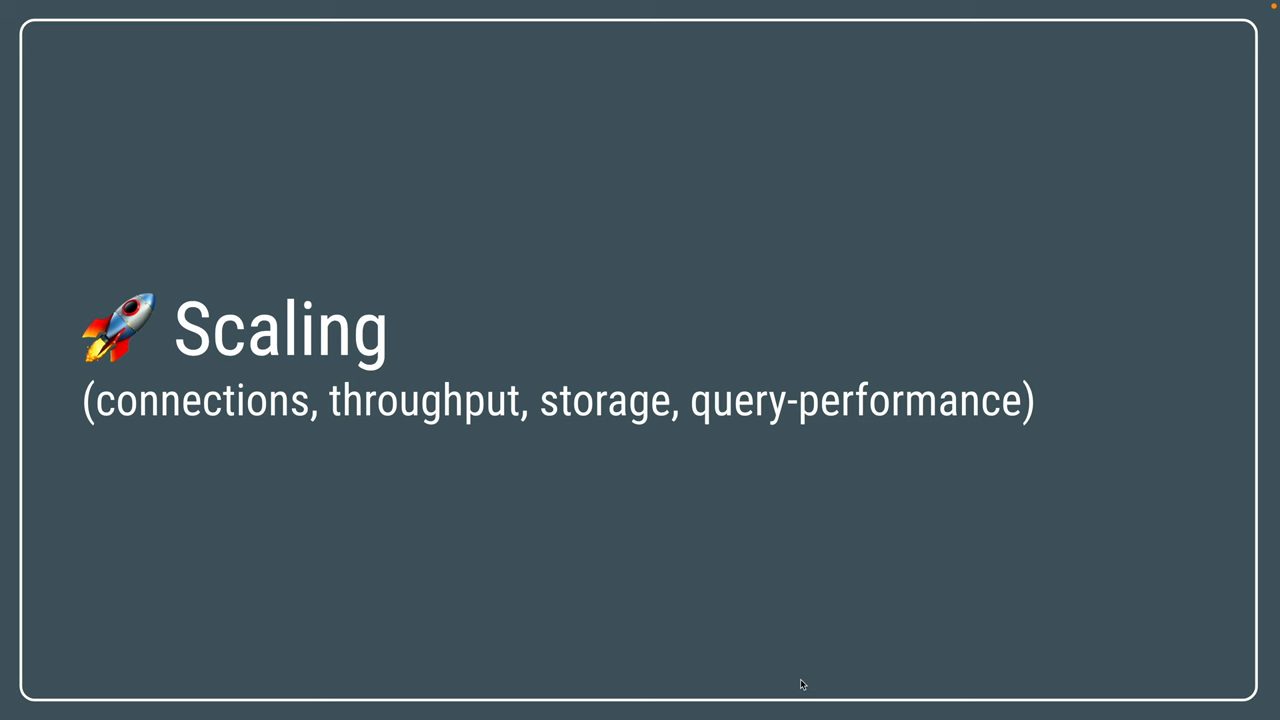 🚀 Scaling
(connections, throughput, storage, query-performance)